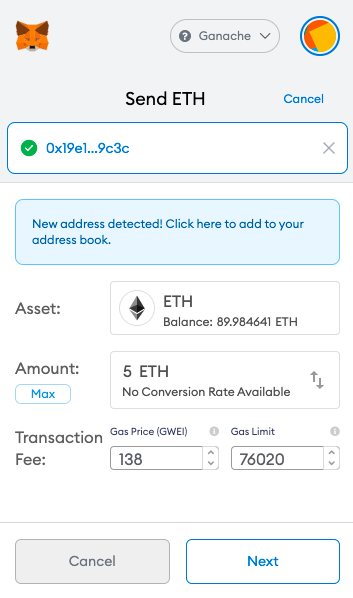 Ganache
Send ETH
Cancel
0x19e1...9c3c
New address detected! Click here to add to your
address book.
Asset:
ETH
Balance: 89.984641 ETH
Amount:
Max
5 ETH
No Conversion Rate Available
Transaction
Fee:
Gas Price (GWEI)
Gas Limit
138
76020
Cancel
Next